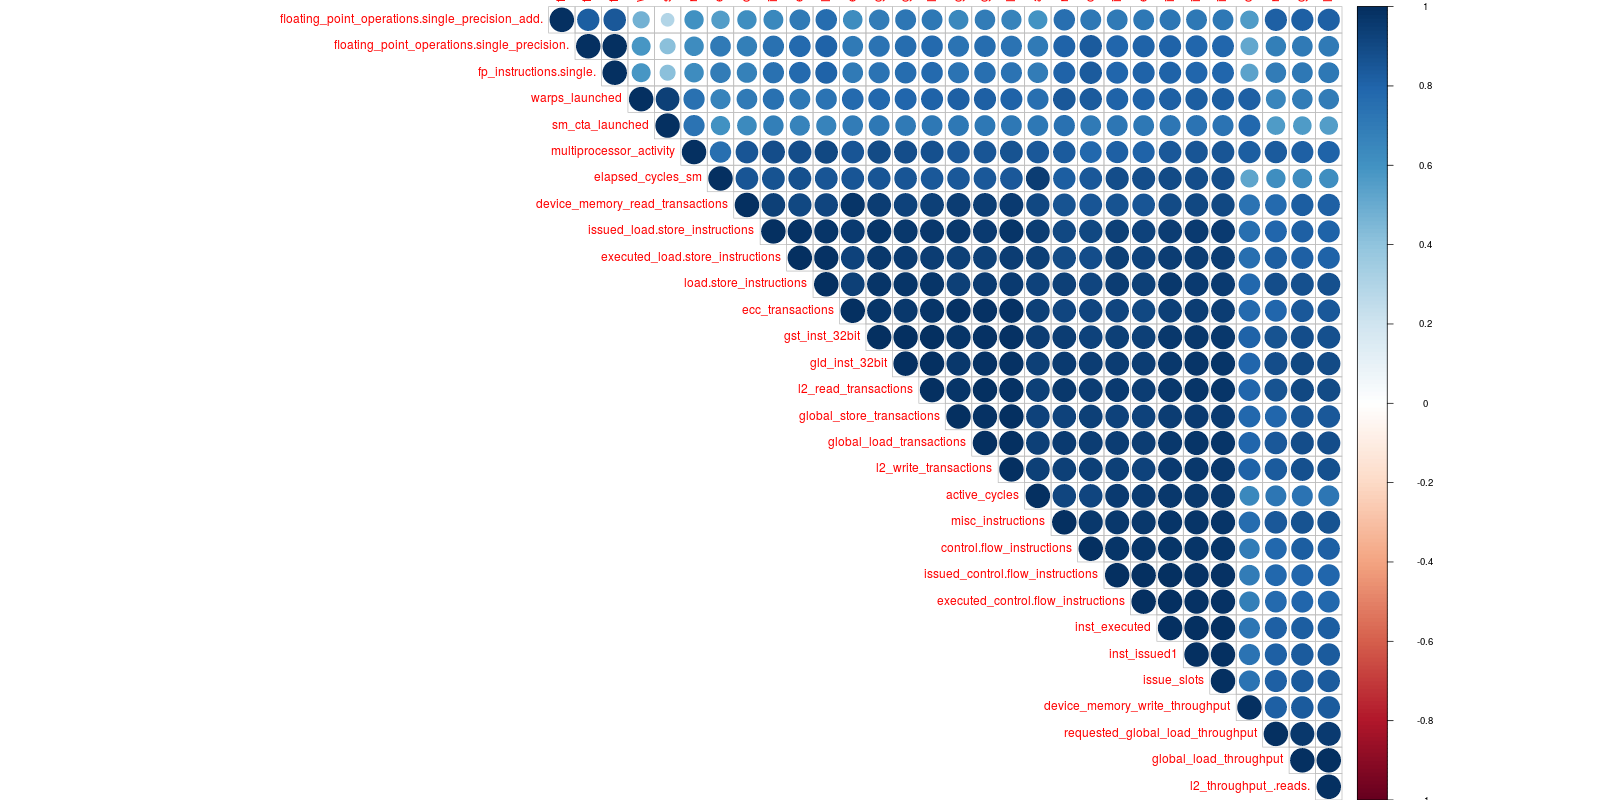 floating_point_operations.single_precision_add.
floating_point_operations.single_precision.
fp_instructions.single.
warps_launched
sm_cta_launched
multiprocessor_activity
elapsed_cycles_sm
device_memory_read_transactions
issued_load.store_instructions
executed_load.store_instructions
load.store_instructions
ecc_transactions
gst_inst_32bit
gld_inst_32bit
l2_read_transactions
global_store_transactions
global_load_transactions
l2_write_transactions
active_cycles
misc_instructions
control.flow_instructions
issued_control.flow_instructions
executed_control.flow_instructions
inst_executed
inst_issued1
issue_slots
device_memory_write_throughput
requested_global_load_throughput
global_load_throughput
l2_throughput_.reads.
1
0.8
0.6
0.4
0.2
0
-0.2
-0.4
-0.6
-0.8